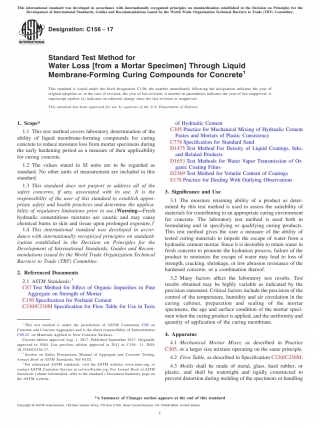 This international standard was developed in accordance with internationally recognized principles on standardization established in the Decision on Principles for the
Development of International Standards, Guides and Recommendations issued by the World Trade Organization Technical Barriers to Trade (TBT) Committee.
Designation: C156 − 17
Standard Test Method for
Water Loss [from a Mortar Specimen] Through Liquid
Membrane-Forming Curing Compounds for Concrete1
This standard is issued under the fixed designation C156; the number immediately following the designation indicates the year of
original adoption or, in the case of revision, the year of last revision. A number in parentheses indicates the year of last reapproval. A
superscript epsilon (ε) indicates an editorial change since the last revision or reapproval.
This standard has been approved for use by agencies of the U.S. Department of Defense.
1. Scope*
1.1 This test method covers laboratory determination of the
ability of liquid membrane-forming compounds for curing
concrete to reduce moisture loss from mortar specimens during
the early hardening period as a measure of their applicability
for curing concrete.
1.2 The values stated in SI units are to be regarded as
standard. No other units of measurement are included in this
standard.
1.3 This standard does not purport to address all of the
safety concerns, if any, associated with its use. It is the
responsibility of the user of this standard to establish appro-
priate safety and health practices and determine the applica-
bility of regulatory limitations prior to use (Warning—Fresh
hydraulic cementitious mixtures are caustic and may cause
chemical burns to skin and tissue upon prolonged exposure.2
1.4 This international standard was developed in accor-
dance with internationally recognized principles on standard-
ization established in the Decision on Principles for the
Development of International Standards, Guides and Recom-
mendations issued by the World Trade Organization Technical
Barriers to Trade (TBT) Committee.
2. Referenced Documents
2.1 ASTM Standards:3
C87 Test Method for Effect of Organic Impurities in Fine
Aggregate on Strength of Mortar
C150 Specification for Portland Cement
C230/C230M Specification for Flow Table for Use in Tests
1 This test method is under the jurisdiction of ASTM Committee C09 on
Concrete and Concrete Aggregates and is the direct responsibility of Subcommittee
C09.22 on Materials Applied to New Concrete Surfaces.
Current edition approved Aug. 1, 2017. Published September 2017. Originally
approved in 1940. Last previous edition approved in 2011 as C156 – 11.
2 Section on Safety Precautions, Manual of Aggregate and Concrete Testing,
Annual Book of ASTM Standards, Vol 04.02.
3 For referenced ASTM standards, visit the ASTM website, www.astm.org, or
contact ASTM Customer Service at service@astm.org. For Annual Book of ASTM
Standards volume information, refer to the standard's Document Summary page on
the ASTM website.
of Hydraulic Cement
C305 Practice for Mechanical Mixing of Hydraulic Cement
Pastes and Mortars of Plastic Consistency
C778 Specification for Standard Sand
D1475 Test Method For Density of Liquid Coatings, Inks,
and Related Products
D1653 Test Methods for Water Vapor Transmission of Or-
ganic Coating Films
D2369 Test Method for Volatile Content of Coatings
E178 Practice for Dealing With Outlying Observations
3. Significance and Use
3.1 The moisture retaining ability of a product as deter-
mined by this test method is used to assess the suitability of
materials for contributing to an appropriate curing environment
for concrete. The laboratory test method is used both in
formulating and in specifying or qualifying curing products.
This test method gives the user a measure of the ability of
tested curing materials to impede the escape of water from a
hydraulic cement mortar. Since it is desirable to retain water in
fresh concrete to promote the hydration process, failure of the
product to minimize the escape of water may lead to loss of
strength, cracking, shrinkage, or low abrasion resistance of the
hardened concrete, or a combination thereof.
3.2 Many factors affect the laboratory test results. Test
results obtained may be highly variable as indicated by the
precision statement. Critical factors include the precision of the
control of the temperature, humidity and air circulation in the
curing cabinet, preparation and sealing of the mortar
specimens, the age and surface condition of the mortar speci-
men when the curing product is applied, and the uniformity and
quantity of application of the curing membrane.
4. Apparatus
4.1 Mechanical Mixer, as described in Practice
C305, or a larger size mixture operating on the same principle.
4.2 Flow Table, as described in Specification C230/C230M.
4.3 Molds shall be made of metal, glass, hard rubber, or
plastic, and shall be watertight and rigidly constructed to
prevent distortion during molding of the specimens or handling
*A Summary of Changes section appears at the end of this standard
Copyright © ASTM International, 100 Barr Harbor Drive, PO Box C700, West Conshohocken, PA 19428-2959. United States
1